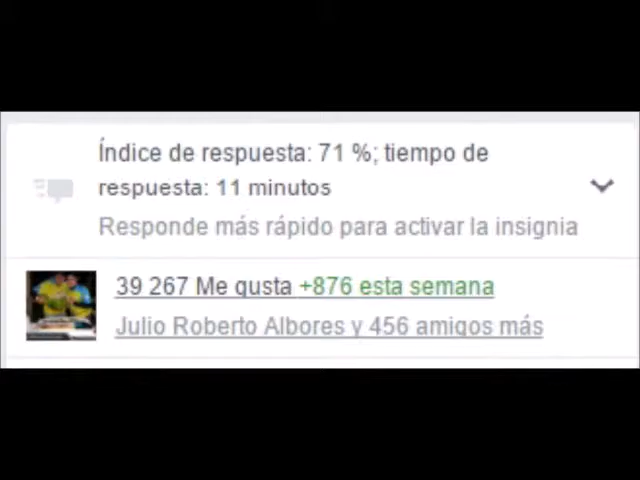 Índice de respuesta: 71 %; tiempo de
respuesta: 11 minutos
Responde más rápido para activar la insignia
39 267 Me gusta +876 esta semana
Julio Roberto Albores y 456 amigos más